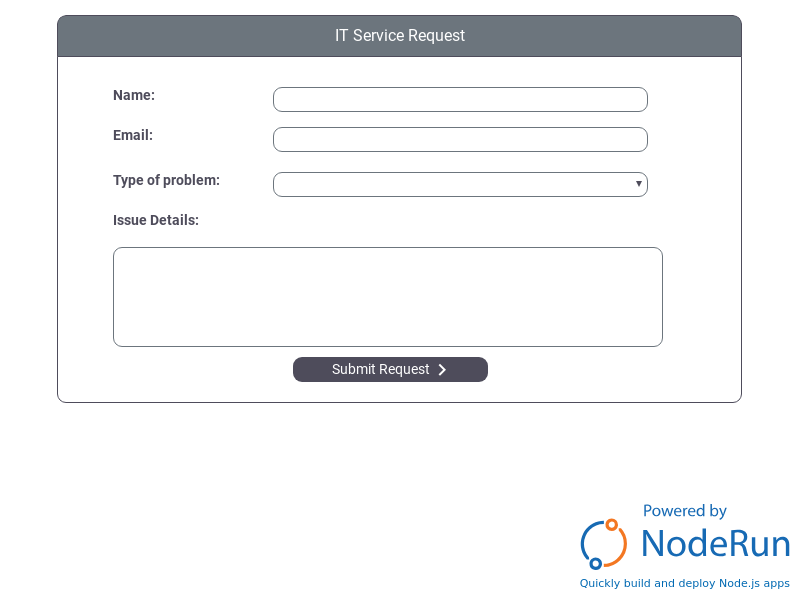 IT Service Request
Name:
Email:
Type of problem:
Issue Details:
Submit Request
Powered by
NodeRun
Quickly build and deploy Node.js apps